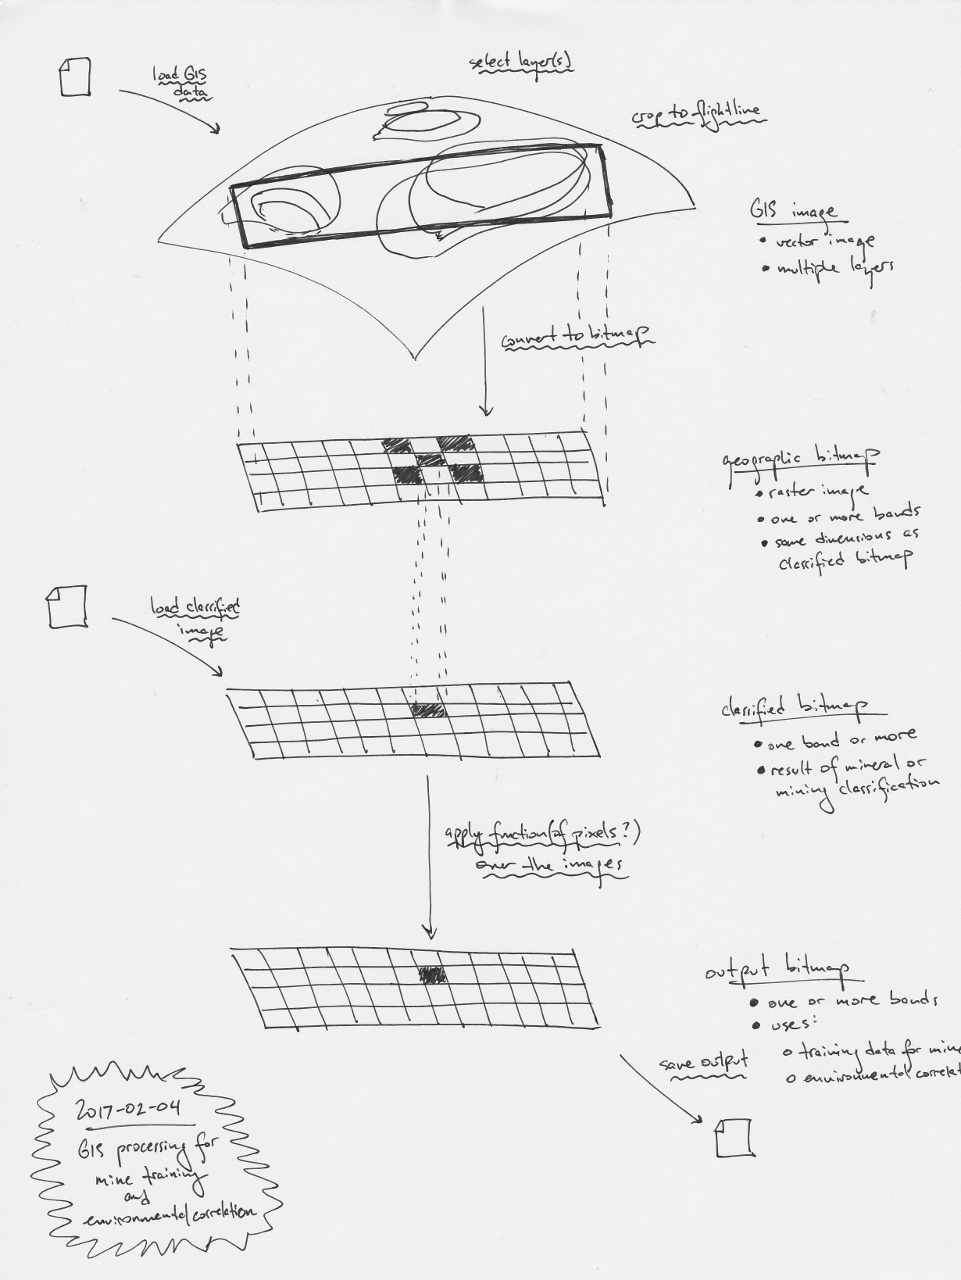 select layer(s)
load GIS
data
crop to flightline
GIS image
• vector image
• multiple layers
convert to bitmap
geographic bitmap
• raster image
• one or more bands
• same dimensions as
classified bitmap
load classified
image
classified bitmap
• one band or more
• result of mineral or
mining classification
apply function (of pixels?)
over the images
output bitmap
• one or more bands
• uses:
o training data for mine
o environmental correlat
save output
2017-02-04
GIS processing for
mine training
and
environmental correlation